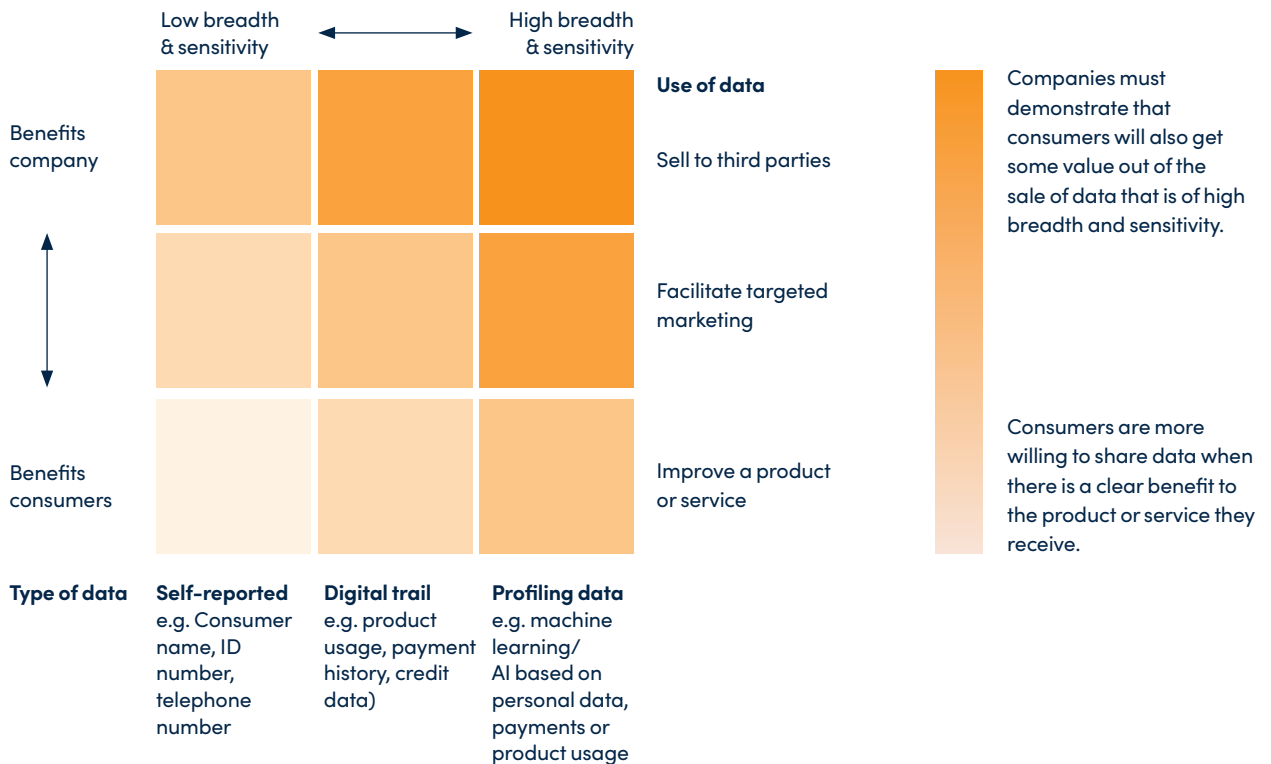 Low breadth
& sensitivity
High breadth
& sensitivity
Benefits
company
Benefits
consumers
Use of data
Sell to third parties
Facilitate targeted
marketing
Improve a product
or service
Companies must
demonstrate that
consumers will also get
some value out of the
sale of data that is of high
breadth and sensitivity.
Consumers are more
willing to share data when
there is a clear benefit to
the product or service they
receive.
Type of data
Self-reported
e.g. Consumer
name, ID
number,
telephone
number
Digital trail
e.g. product
usage, payment
history, credit
data)
Profiling data
e.g. machine
learning/
AI based on
personal data,
payments or
product usage